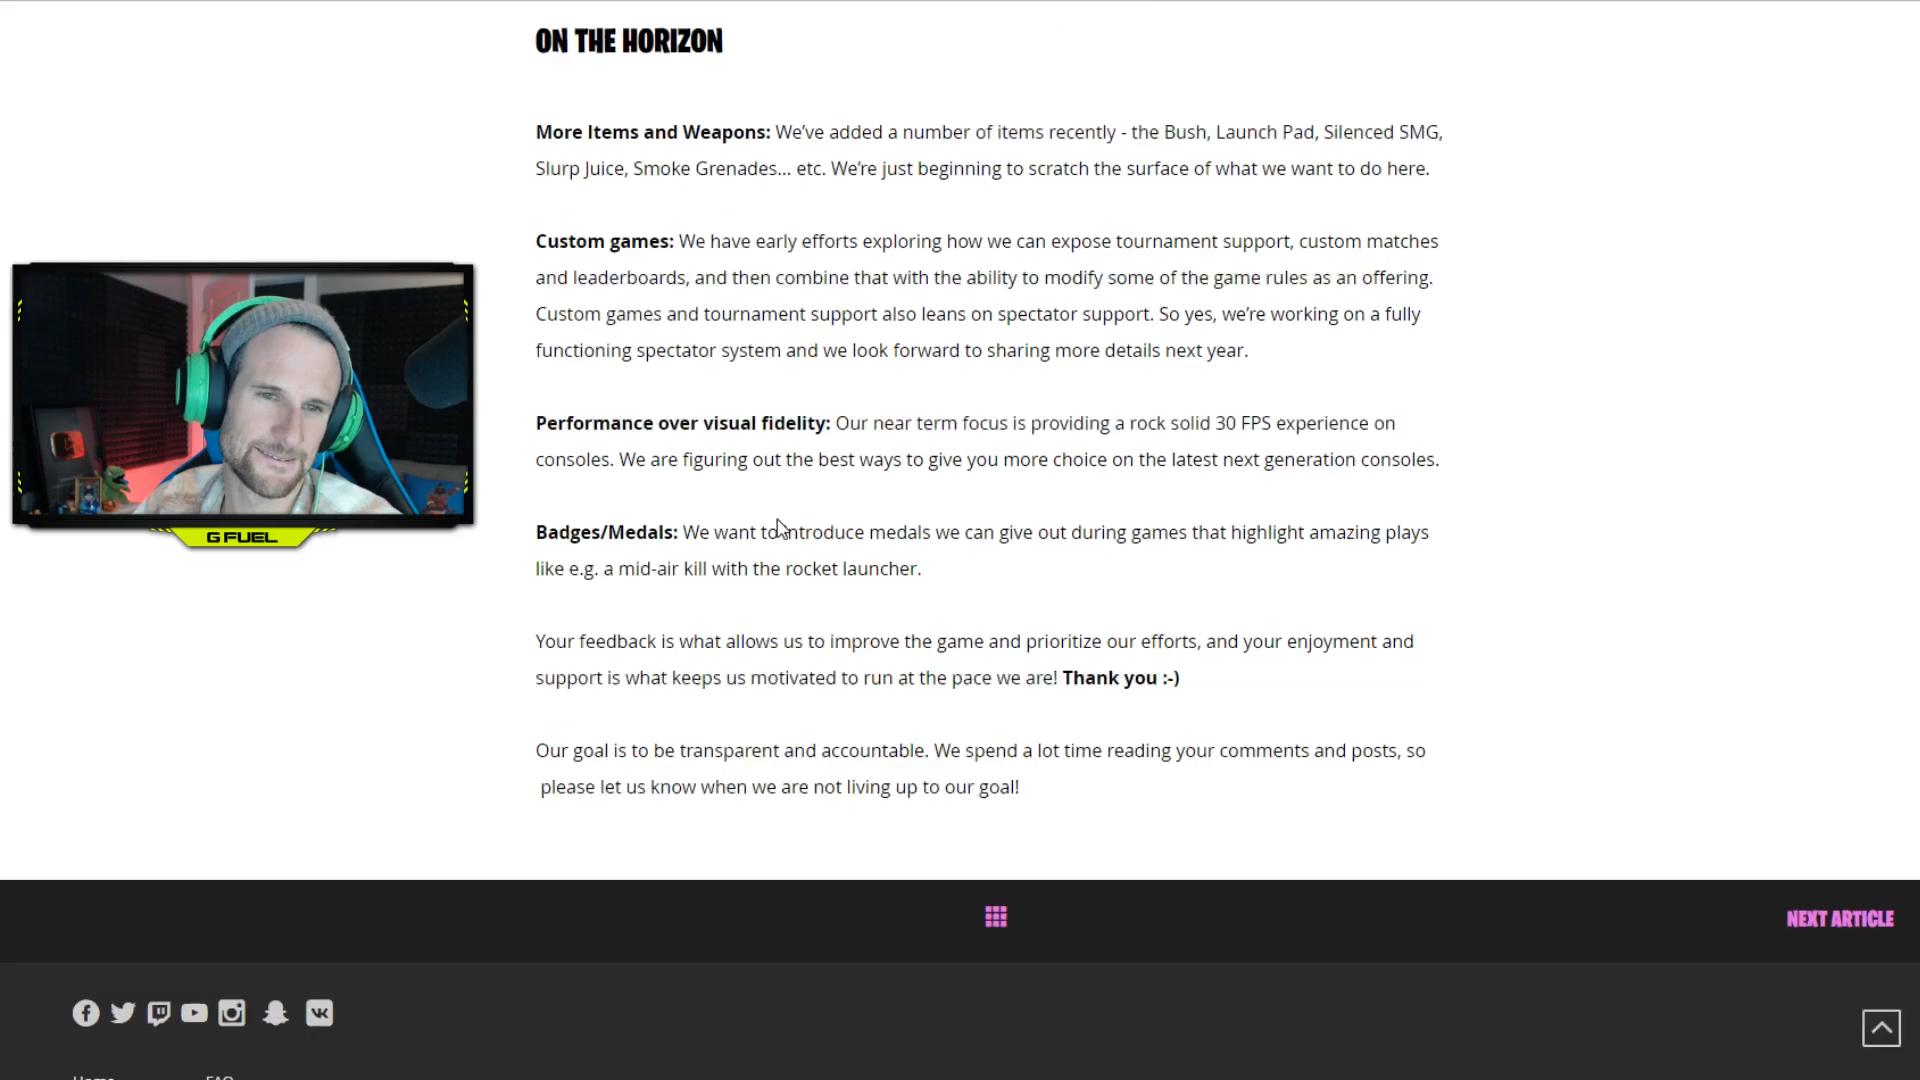 ON THE HORIZON
More Items and Weapons: We've added a number of items recently - the Bush, Launch Pad, Silenced SMG,
Slurp Juice, Smoke Grenades... etc. We're just beginning to scratch the surface of what we want to do here.
Custom games: We have early efforts exploring how we can expose tournament support, custom matches
and leaderboards, and then combine that with the ability to modify some of the game rules as an offering.
Custom games and tournament support also leans on spectator support. So yes, we're working on a fully
functioning spectator system and we look forward to sharing more details next year.
Performance over visual fidelity: Our near term focus is providing a rock solid 30 FPS experience on
consoles. We are figuring out the best ways to give you more choice on the latest next generation consoles.
Badges/Medals: We want to introduce medals we can give out during games that highlight amazing plays
like e.g. a mid-air kill with the rocket launcher.
Your feedback is what allows us to improve the game and prioritize our efforts, and your enjoyment and
support is what keeps us motivated to run at the pace we are! Thank you :-)
Our goal is to be transparent and accountable. We spend a lot time reading your comments and posts, so
please let us know when we are not living up to our goal!
G FUEL
NEXT ARTICLE
Home FAQ